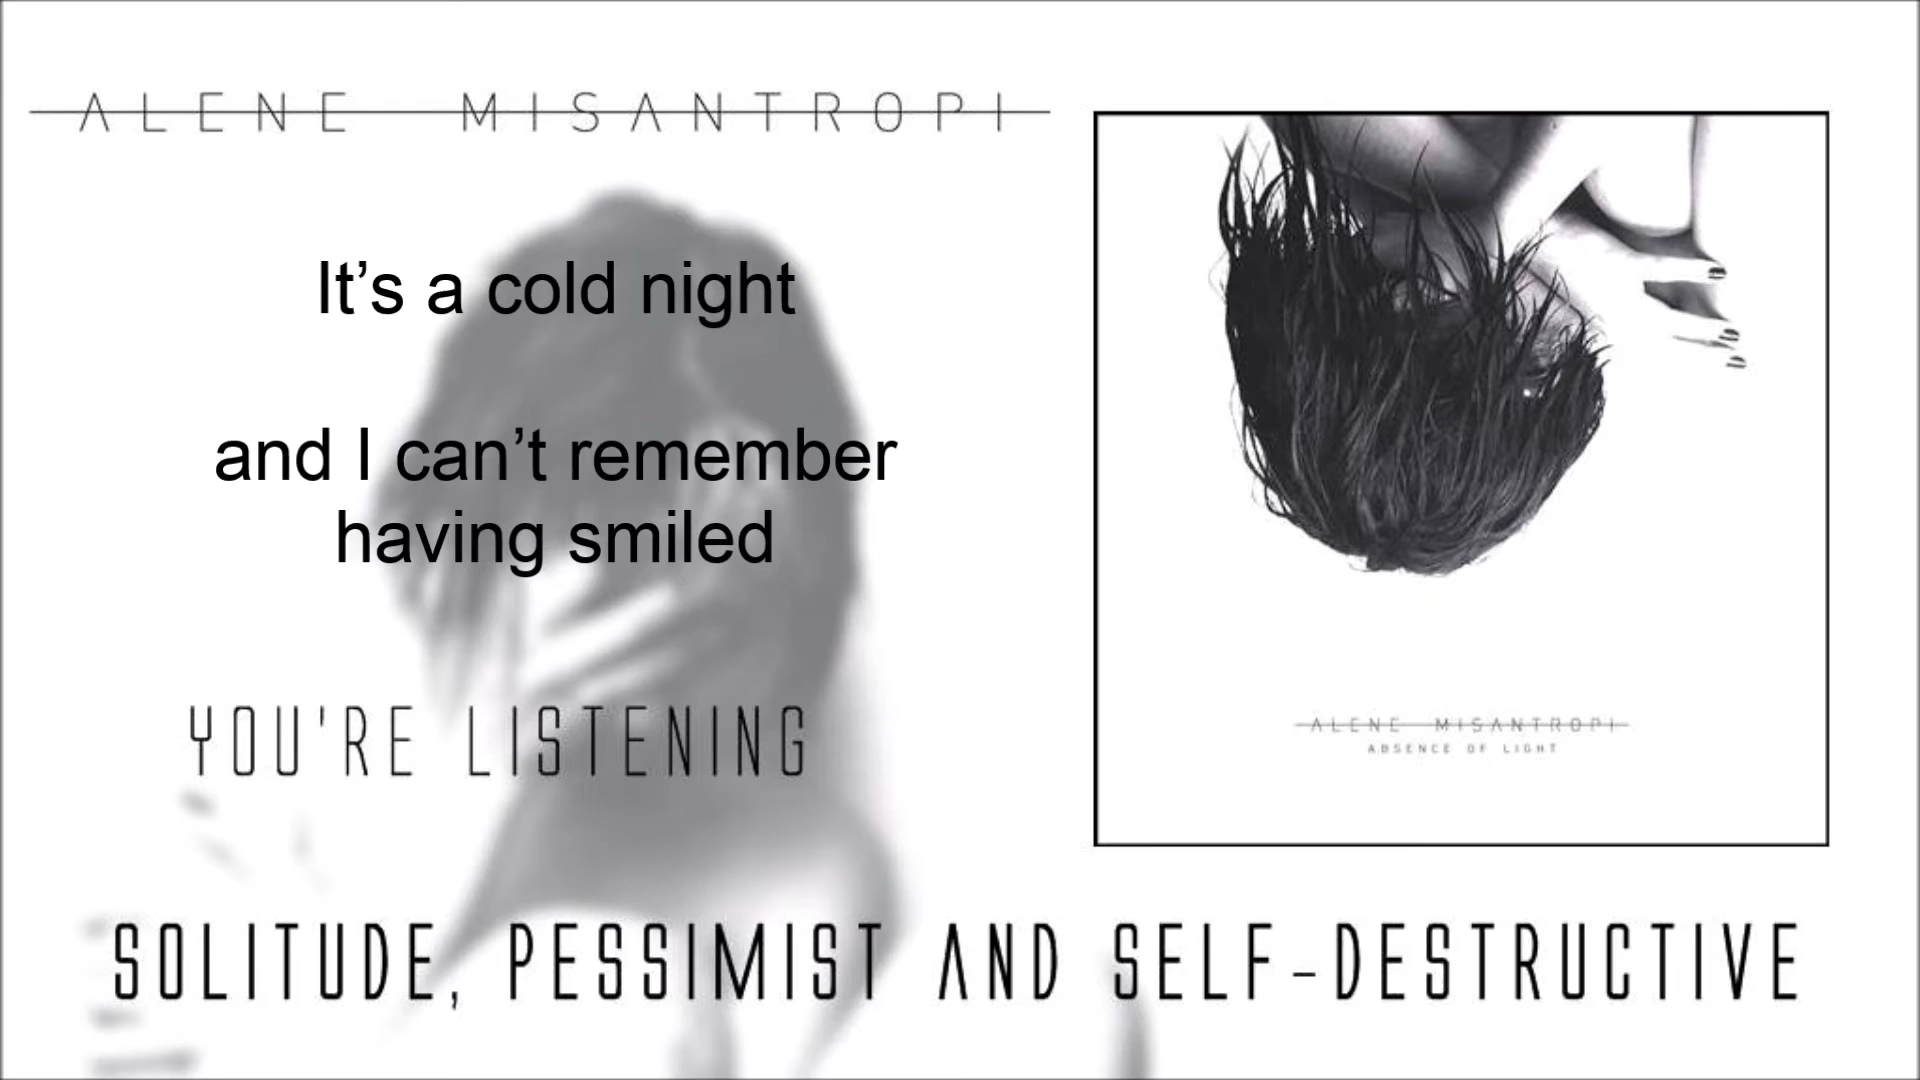 ALENE MISANTROPI
It’s a cold night
and I can’t remember
having smiled
YOU'RE LISTENING
ALENE MISANTROPI
ABSENCE OF LIGHT
SOLITUDE, PESSIMIST AND SELF-DESTRUCTIVE